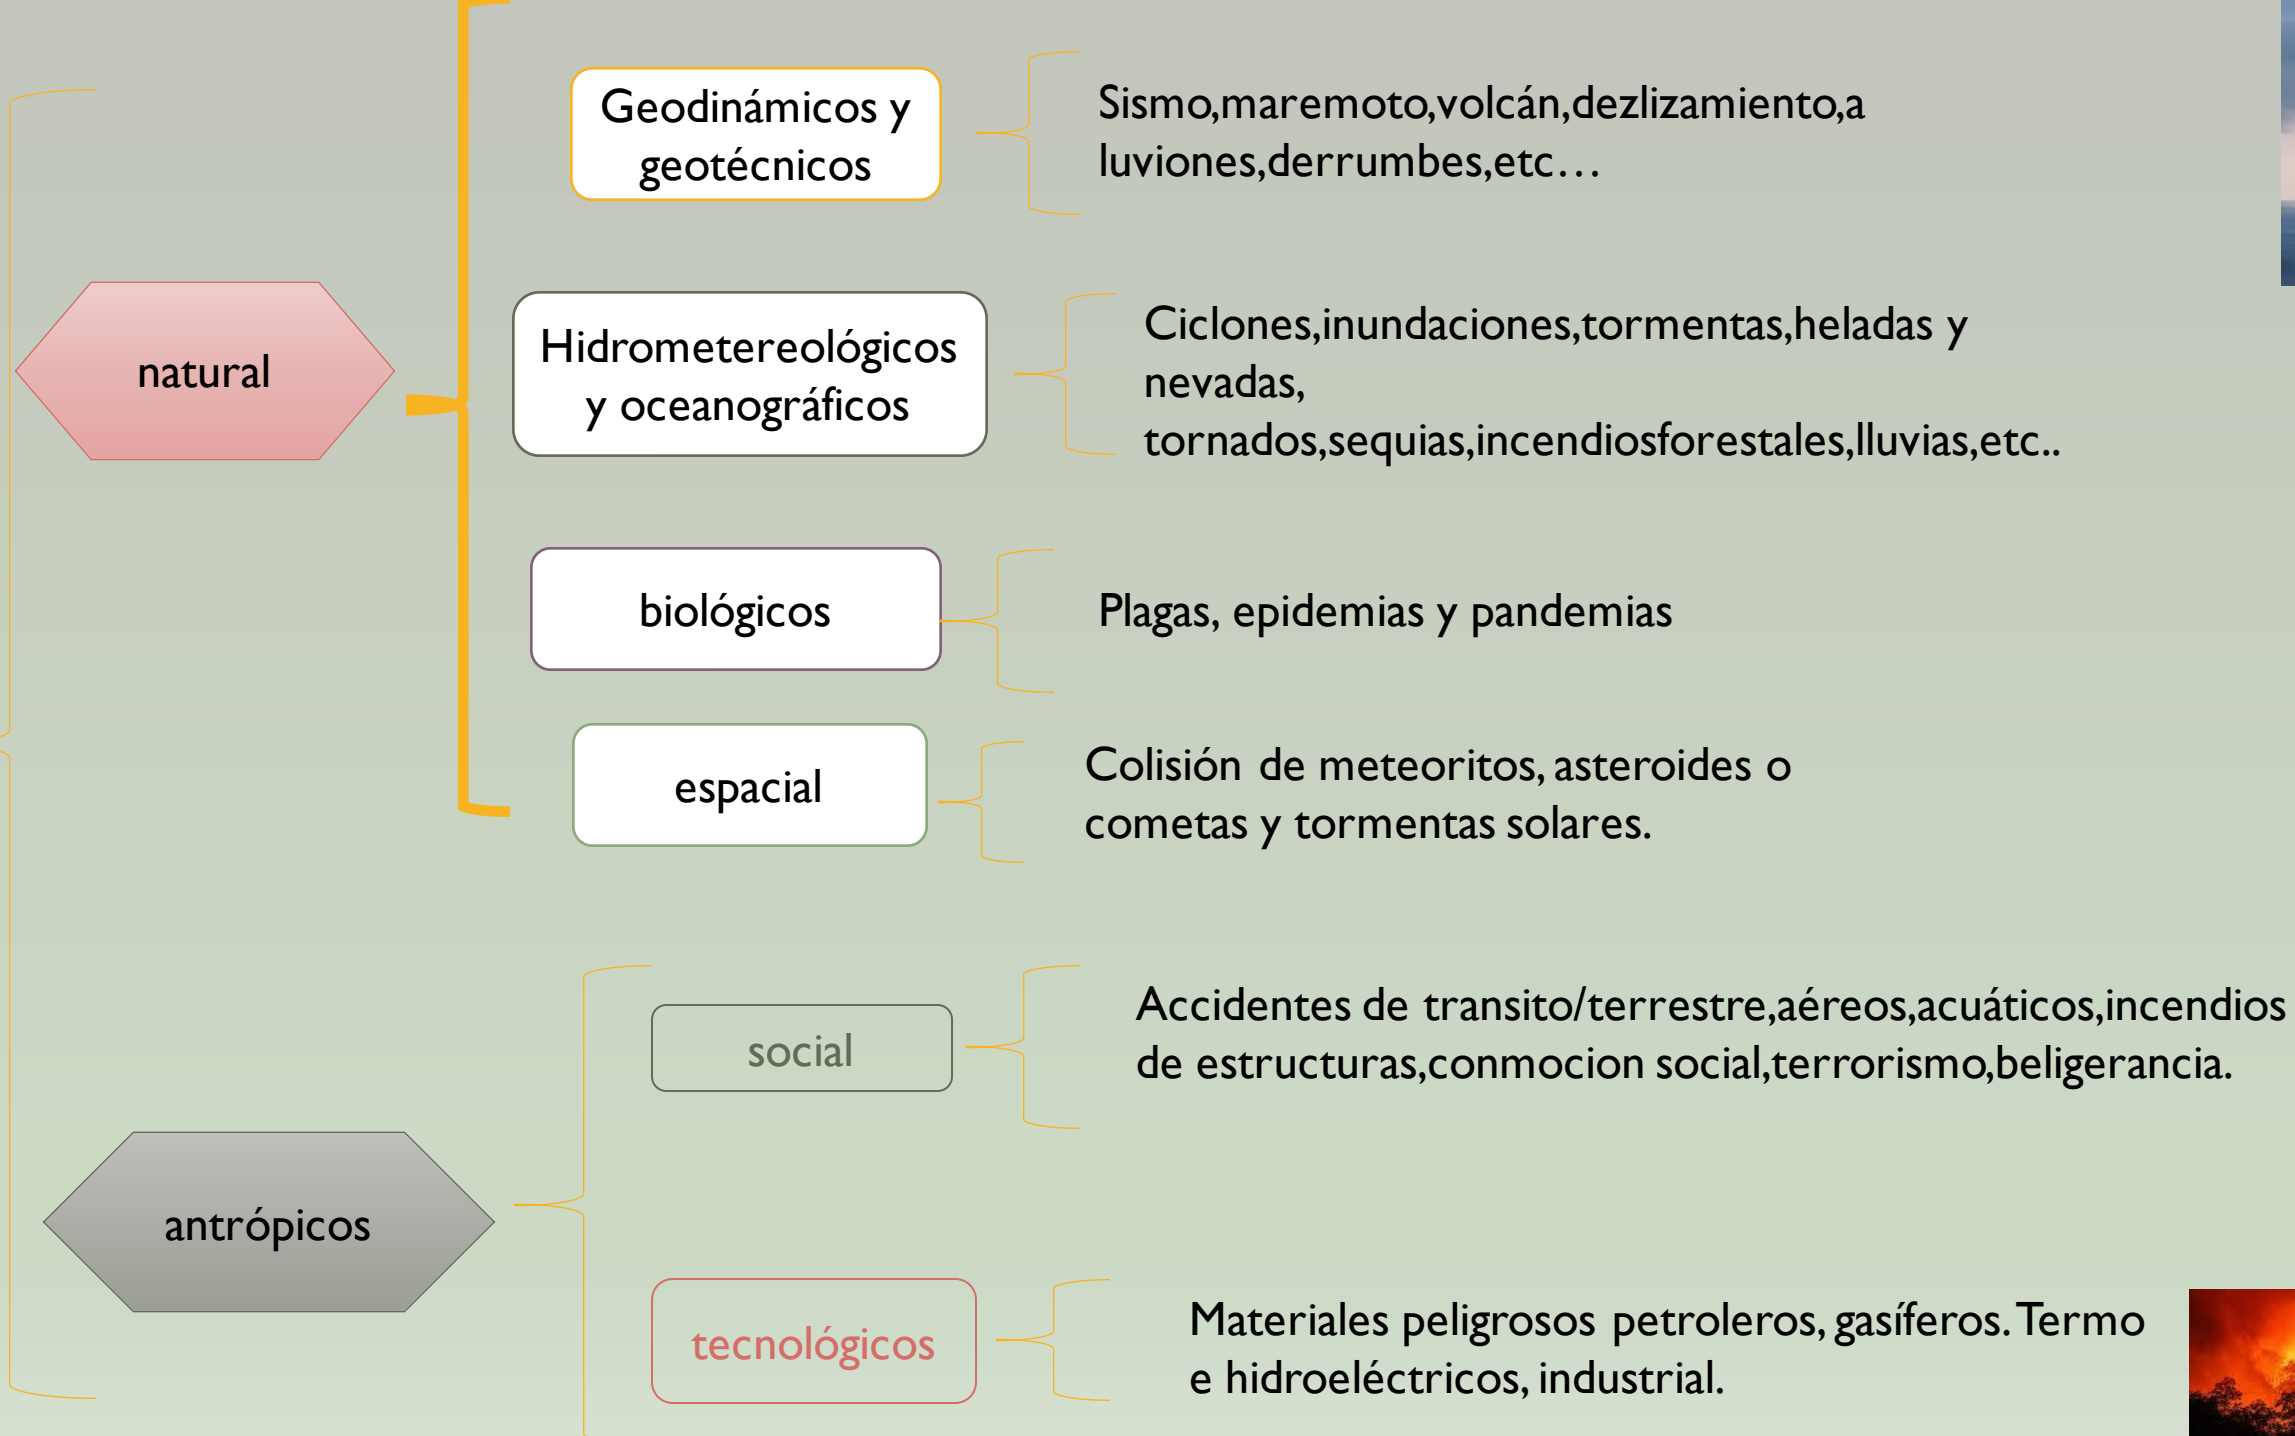 Geodinámicos y
geotécnicos
Sismo,maremoto,volcán,dezlizamiento,a
luviones,derrumbes,etc…
natural
Hidrometereológicos
y oceanográficos
Ciclones,inundaciones,tormentas,heladas y
nevadas,
tornados,sequias,incendiosforestales,lluvias,etc..
biológicos
Plagas, epidemias y pandemias
espacial
Colisión de meteoritos, asteroides o
cometas y tormentas solares.
social
Accidentes de transito/terrestre,aéreos,acuáticos,incendios
de estructuras,conmocion social,terrorismo,beligerancia.
antrópicos
tecnológicos
Materiales peligrosos petroleros, gasíferos. Termo
e hidroeléctricos, industrial.